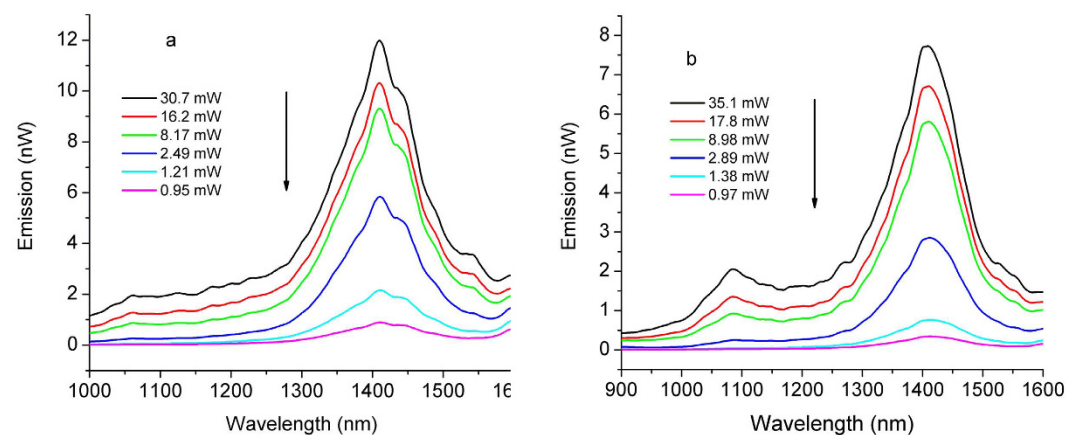 a
30.7 mW
16.2 mW
8.17 mW
2.49 mW
1.21 mW
0.95 mW
Emission (nW)
12
10
8
6
4
2
0
1000 1100 1200 1300 1400 1500 16
Wavelength (nm)
b
35.1 mW
17.8 mW
8.98 mW
2.89 mW
1.38 mW
0.97 mW
Emission (nW)
8
7
6
5
4
3
2
1
0
900 1000 1100 1200 1300 1400 1500 1600
Wavelength (nm)